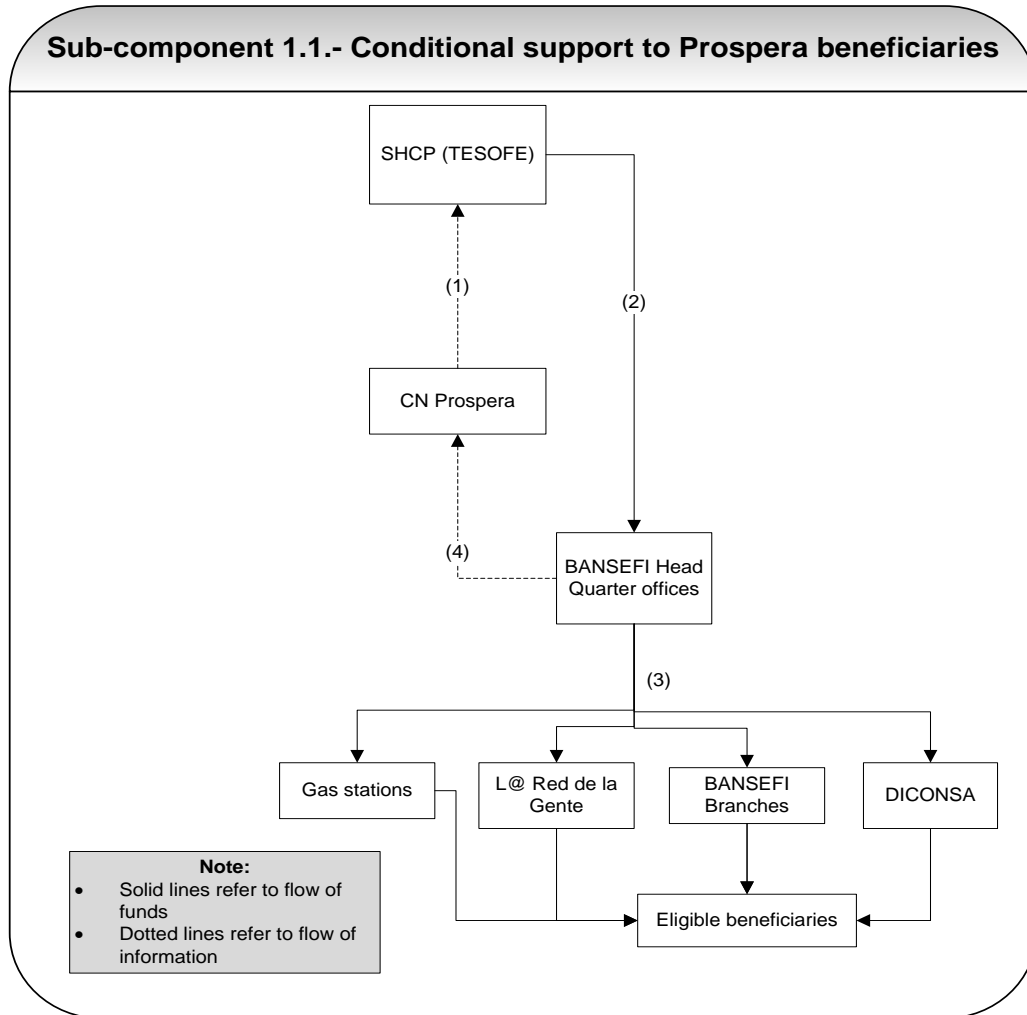 Sub-component 1.1.- Conditional support to Prospera beneficiaries
SHCP (TESOFE)
(1)
(2)
CN Prospera
(4)
BANSEFI Head
Quarter offices
(3)
Gas stations
L@ Red de la
Gente
BANSEFI
Branches
DICONSA
Note:
• Solid lines refer to flow of
funds
• Dotted lines refer to flow of
information
Eligible beneficiaries